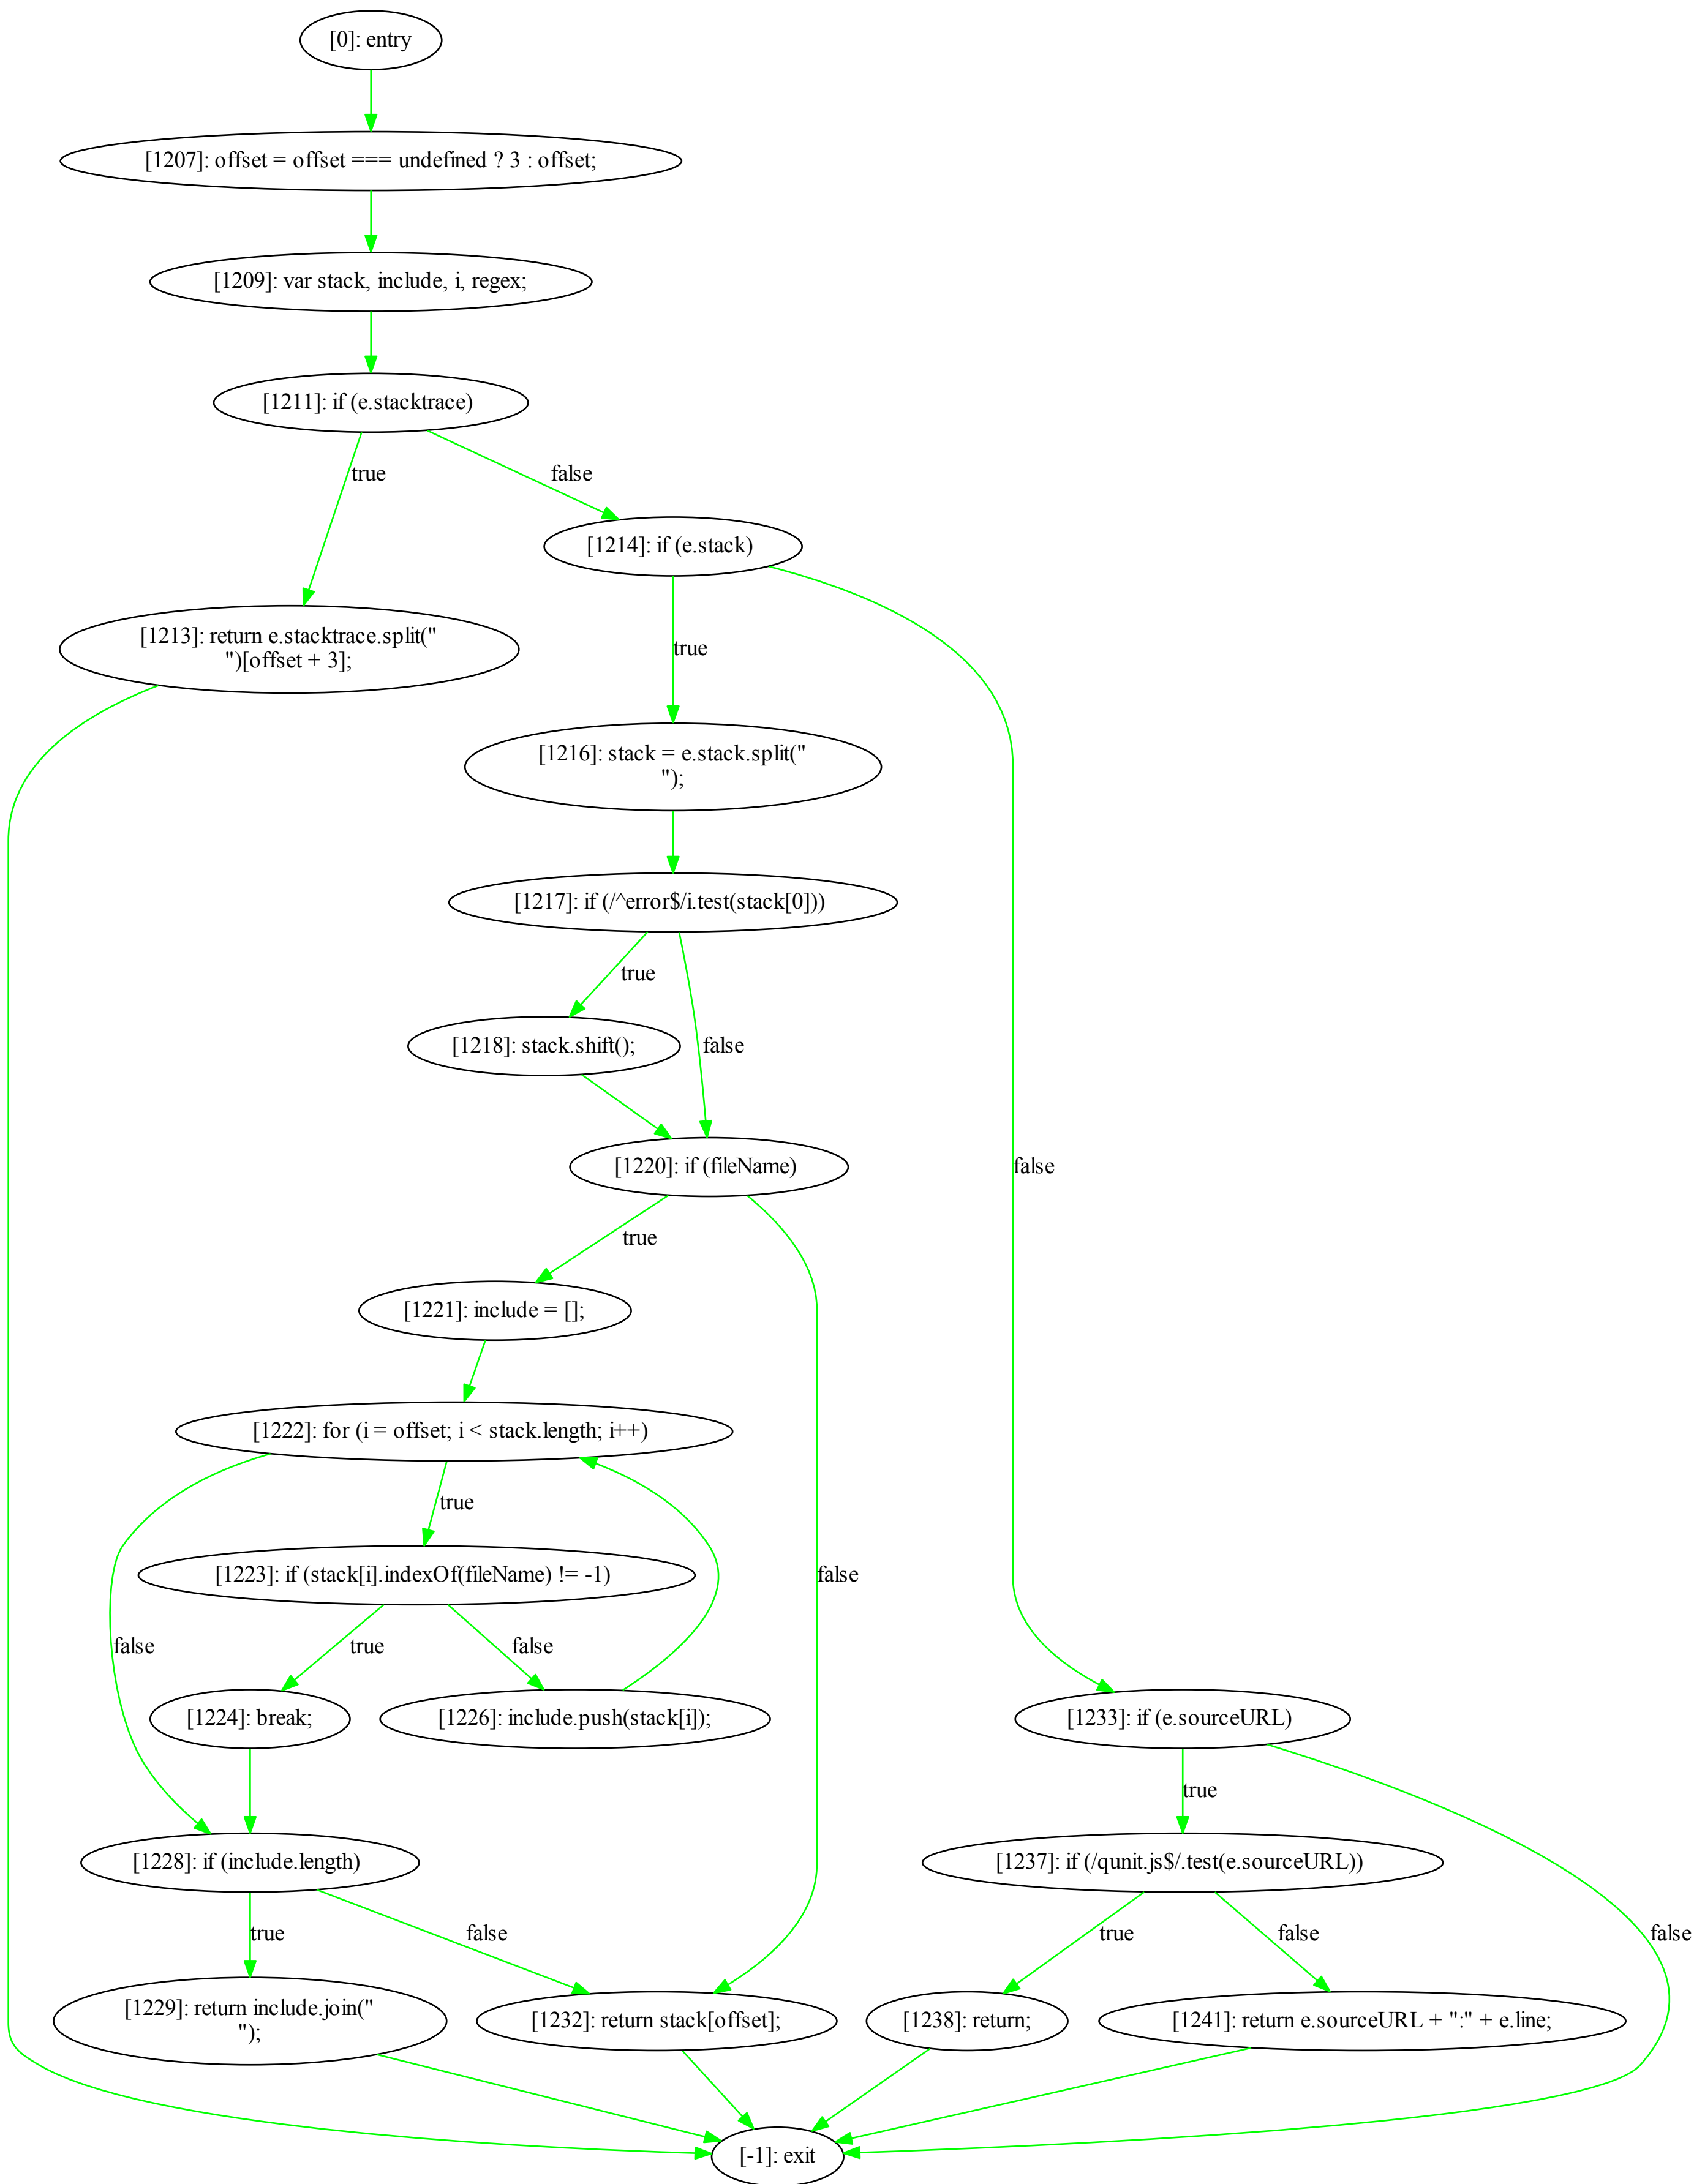 [0]: entry
[1207]: offset = offset === undefined ? 3 : offset;
[1209]: var stack, include, i, regex;
[1211]: if (e.stacktrace)
true
false
[1214]: if (e.stack)
[1213]: return e.stacktrace.split("
")[offset + 3];
true
[1216]: stack = e.stack.split("
");
[1217]: if (/^error$/i.test(stack[0]))
true
[1218]: stack.shift();
false
[1220]: if (fileName)
false
true
[1221]: include = [];
[1222]: for (i = offset; i < stack.length; i++)
true
[1223]: if (stack[i].indexOf(fileName) != -1)
false
false
true
false
[1224]: break;
[1226]: include.push(stack[i]);
[1233]: if (e.sourceURL)
true
[1228]: if (include.length)
[1237]: if (/qunit.js$/.test(e.sourceURL))
true
false
true
false
false
[1229]: return include.join("
");
[1232]: return stack[offset];
[1238]: return;
[1241]: return e.sourceURL + ":" + e.line;
[-1]: exit